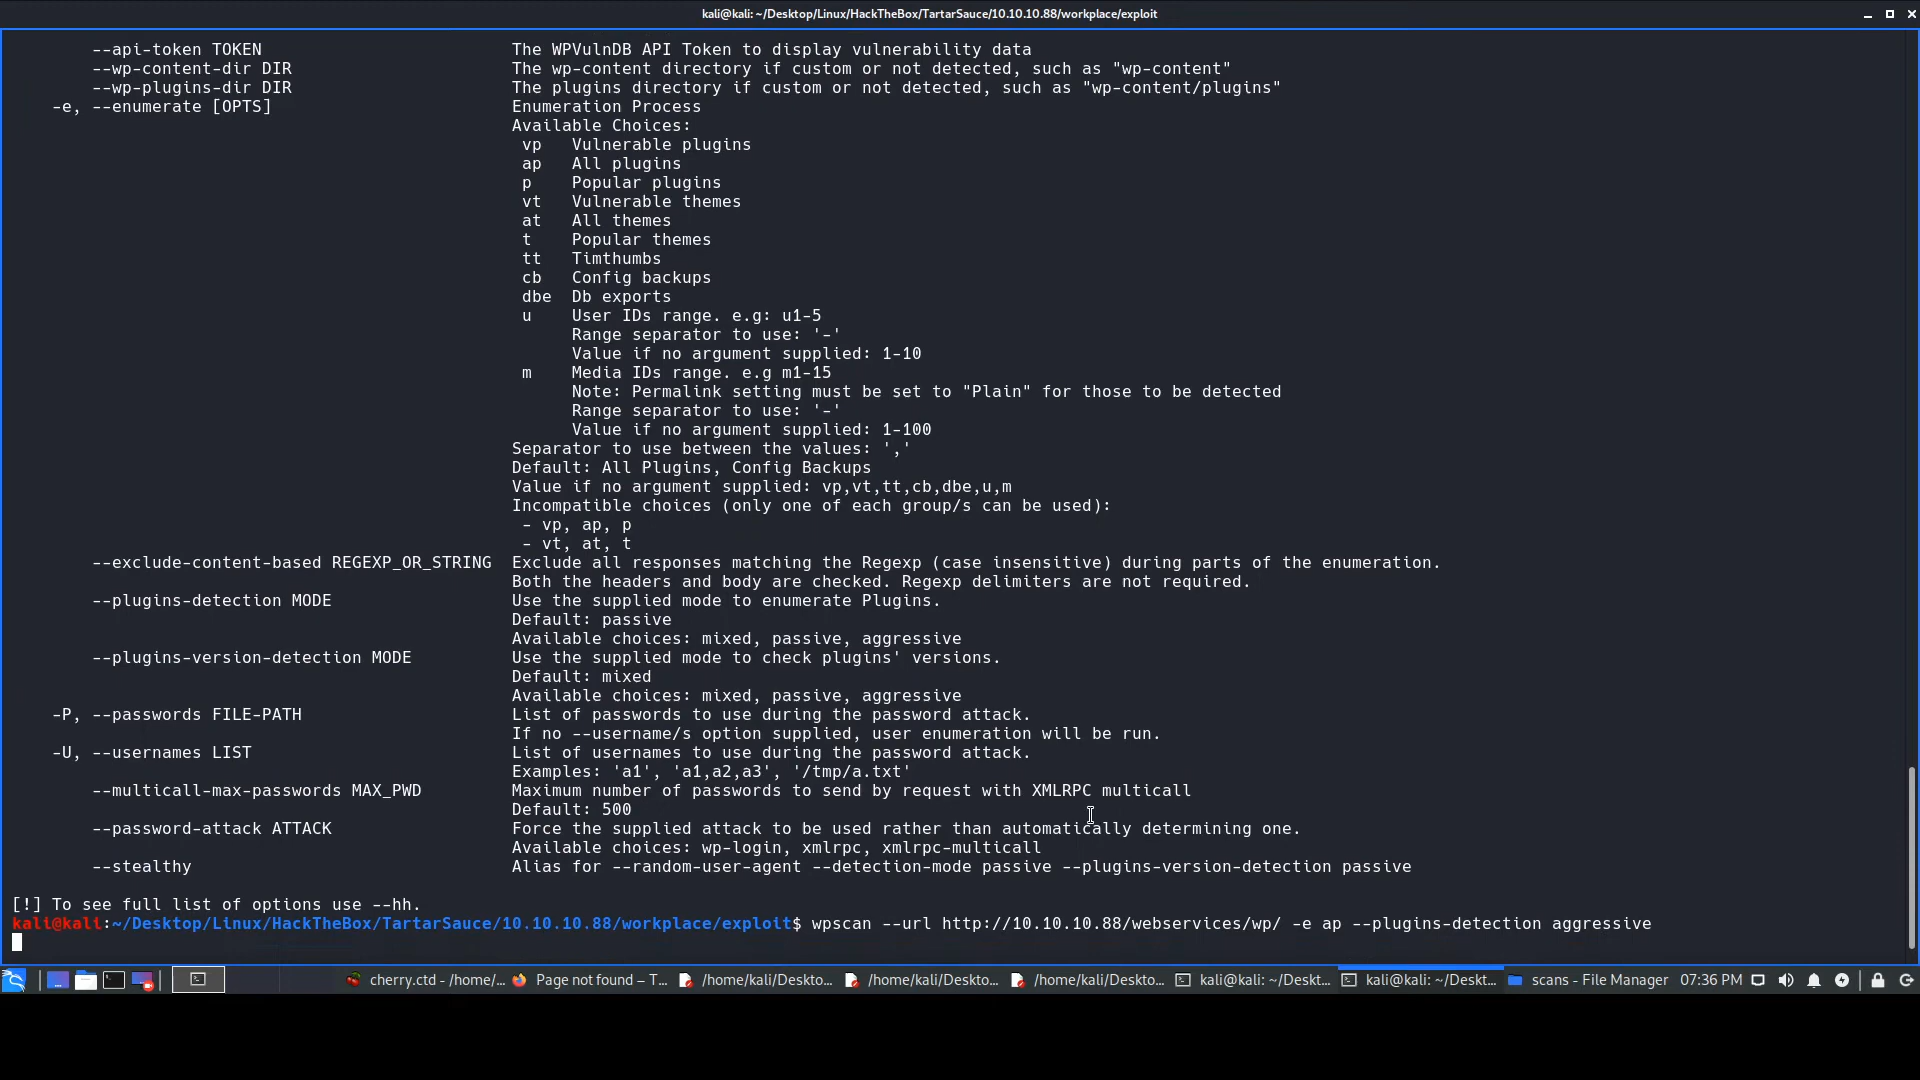 kali@kali: ~/Desktop/Linux/HackTheBox/TartarSauce/10.10.10.88/workplace/exploit
--api-token TOKEN The WPVulnDB API Token to display vulnerability data
--wp-content-dir DIR The wp-content directory if custom or not detected, such as "wp-content"
--wp-plugins-dir DIR The plugins directory if custom or not detected, such as "wp-content/plugins"
-e, --enumerate [OPTS] Enumeration Process
Available Choices:
vp Vulnerable plugins
ap All plugins
p Popular plugins
vt Vulnerable themes
at All themes
t Popular themes
tt Timthumbs
cb Config backups
dbe Db exports
u User IDs range. e.g: u1-5
Range separator to use: '-'
Value if no argument supplied: 1-10
m Media IDs range. e.g m1-15
Note: Permalink setting must be set to "Plain" for those to be detected
Range separator to use: '-'
Value if no argument supplied: 1-100
Separator to use between the values: ','
Default: All Plugins, Config Backups
Value if no argument supplied: vp,vt,tt,cb,dbe,u,m
Incompatible choices (only one of each group/s can be used):
- vp, ap, p
- vt, at, t
--exclude-content-based REGEXP_OR_STRING Exclude all responses matching the Regexp (case insensitive) during parts of the enumeration.
Both the headers and body are checked. Regexp delimiters are not required.
--plugins-detection MODE Use the supplied mode to enumerate Plugins.
Default: passive
Available choices: mixed, passive, aggressive
--plugins-version-detection MODE Use the supplied mode to check plugins' versions.
Default: mixed
Available choices: mixed, passive, aggressive
-P, --passwords FILE-PATH List of passwords to use during the password attack.
If no --username/s option supplied, user enumeration will be run.
-U, --usernames LIST List of usernames to use during the password attack.
Examples: 'a1', 'a1,a2,a3', '/tmp/a.txt'
--multicall-max-passwords MAX_PWD Maximum number of passwords to send by request with XMLRPC multicall
Default: 500
--password-attack ATTACK Force the supplied attack to be used rather than automatically determining one.
Available choices: wp-login, xmlrpc, xmlrpc-multicall
--stealthy Alias for --random-user-agent --detection-mode passive --plugins-version-detection passive
[!] To see full list of options use --hh.
kali@kali:~/Desktop/Linux/HackTheBox/TartarSauce/10.10.10.88/workplace/exploit$ wpscan --url http://10.10.10.88/webservices/wp/ -e ap --plugins-detection aggressive
cherry.ctd - /home/... Page not found – T... /home/kali/Deskto... /home/kali/Deskto... /home/kali/Deskto... kali@kali: ~/Deskt... kali@kali: ~/Deskt... scans - File Manager 07:36 PM